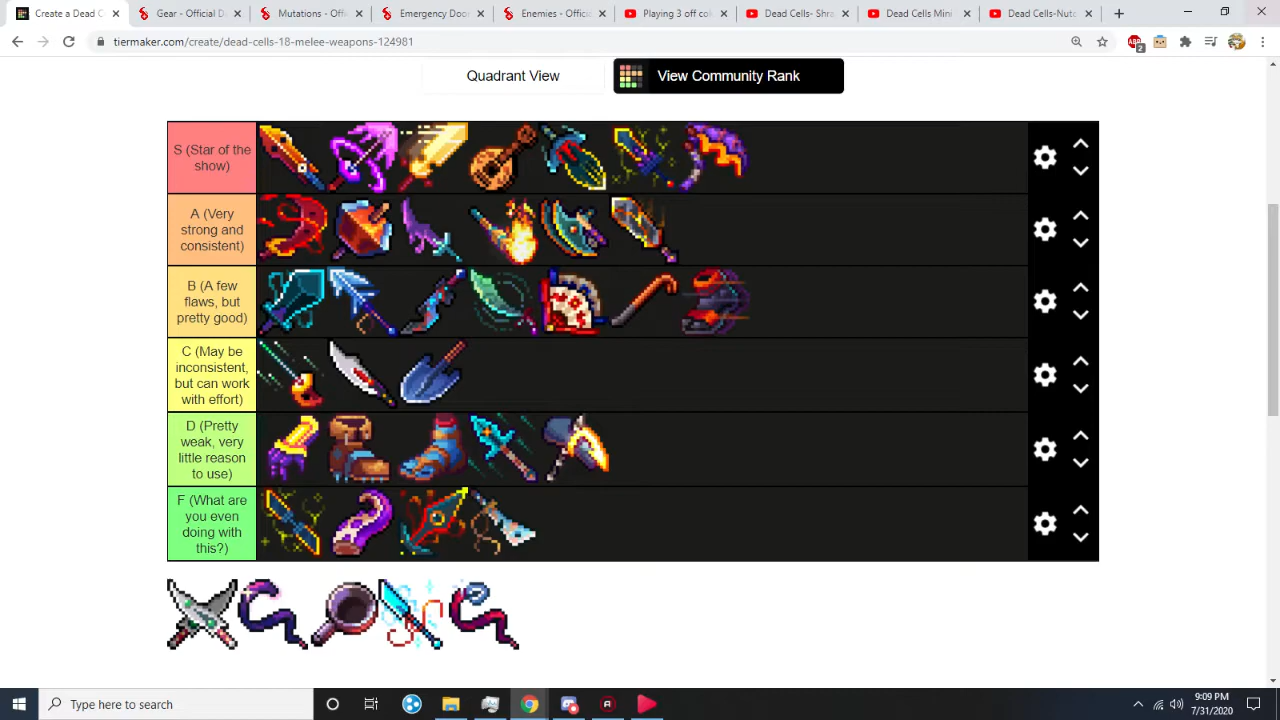 Create a Dead C
Gear - Official D
Mutations - Offi
Emergency D
Enemies - Offici
Playing 3 off co
Dead Cells- Shr
Dead Cells Mini
Dead Cells-Nut
tiermaker.com/create/dead-cells-18-melee-weapons-124981
ABP
2
Quadrant View
View Community Rank
S (Star of the
show)
A (Very
strong and
consistent)
B (A few
flaws, but
pretty good)
C (May be
inconsistent,
but can work
with effort)
D (Pretty
weak, very
little reason
to use)
F (What are
you even
doing with
this?)
Type here to search
9:09 PM
7/31/2020